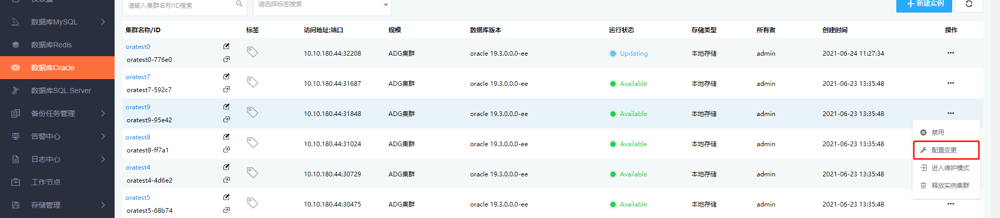 请输入集群名称/ID搜索
请选择标签搜索
新建实例
数据库MySQL
数据库Redis
数据库Oracle
数据库SQL Server
备份任务管理
告警中心
日志中心
工作节点
存储管理
集群名称/ID 标签 访问地址:端口 规模 数据库版本 运行状态 存储类型 所有者 创建时间 操作
oratest0
oratest0-776e0
10.10.180.44:32208 ADG集群 oracle 19.3.0.0.0-ee Updating 本地存储 admin 2021-06-24 11:27:34
oratest7
oratest7-592c7
10.10.180.44:31687 ADG集群 oracle 19.3.0.0.0-ee Available 本地存储 admin 2021-06-23 13:35:48
oratest9
oratest9-95e42
10.10.180.44:31848 ADG集群 oracle 19.3.0.0.0-ee Available 本地存储 admin 2021-06-23 13:35:48
oratest8
oratest8-ff7a1
10.10.180.44:31024 ADG集群 oracle 19.3.0.0.0-ee Available 本地存储 admin 2021-06-23 13:35:48
oratest4
oratest4-4d6e2
10.10.180.44:30729 ADG集群 oracle 19.3.0.0.0-ee Available 本地存储 admin 2021-06-23 13:35:48
oratest5
oratest5-68b74
10.10.180.44:30475 ADG集群 oracle 19.3.0.0.0-ee Available 本地存储 admin 2021-06-23 13:35:48
禁用
配置变更
进入维护模式
释放实例集群